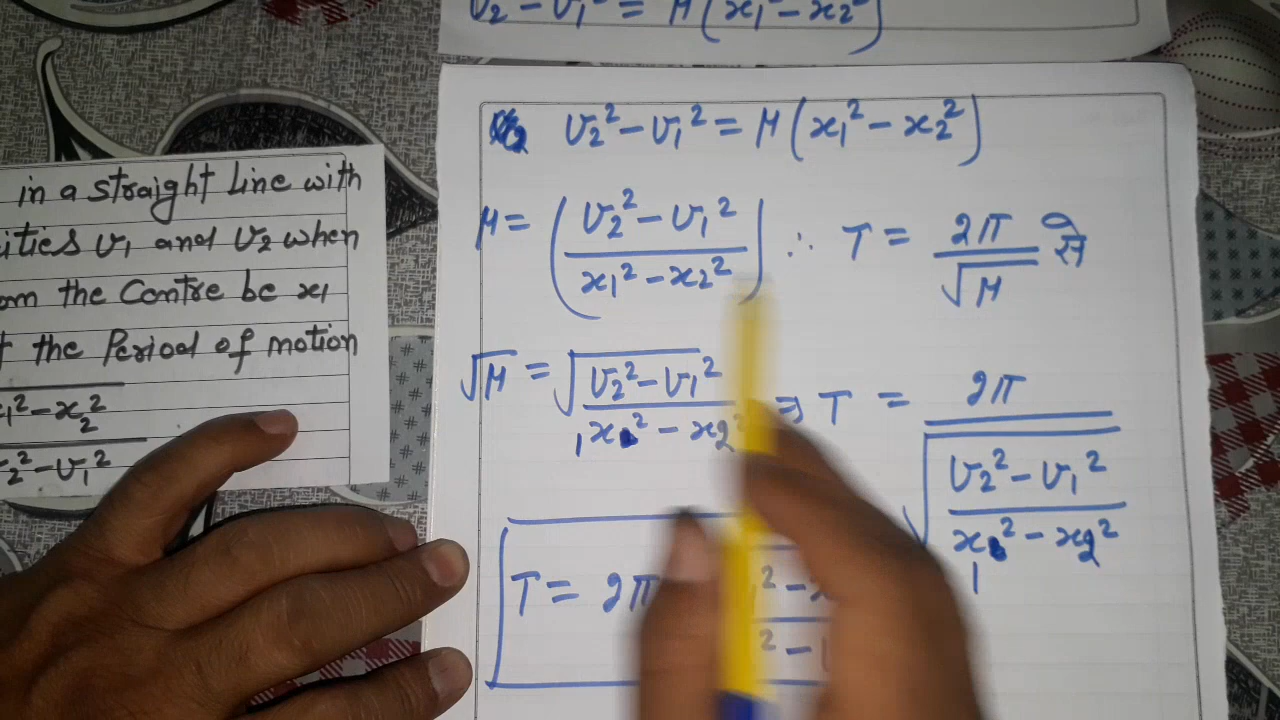 v₂² - v₁² = μ(x₁² - x₂²)
in a straight line with
ities v₁ and v₂ when
om the Centre be x₁
the Period of motion
x₁² - x₂²
v₂² - v₁²
v₂² - v₁² = μ(x₁² - x₂²)
μ = (v₂² - v₁² / x₁² - x₂²) ∴ T = 2π/√μ से
√μ = √(v₂² - v₁² / x₁² - x₂²) ⇒ T = 2π / √(v₂² - v₁² / x₁² - x₂²)
T = 2π